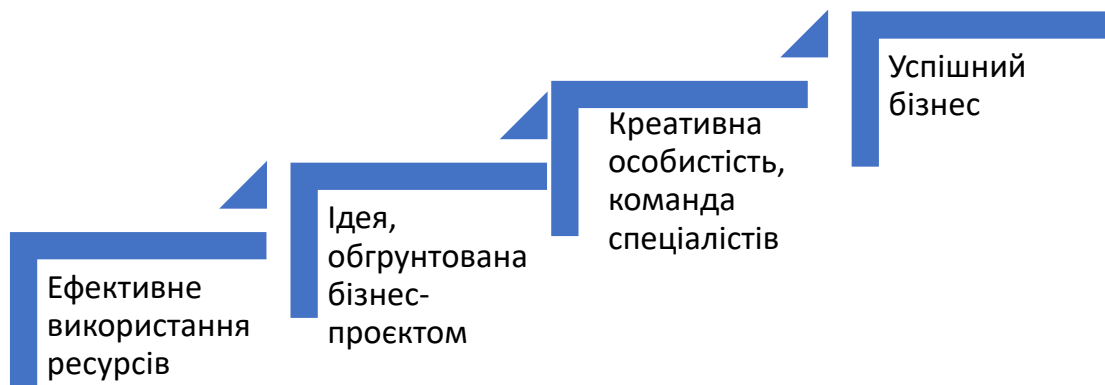 Ефективне
використання
ресурсів
Ідея,
обгрунтована
бізнес-
проєктом
Креативна
особистість,
команда
спеціалістів
Успішний
бізнес